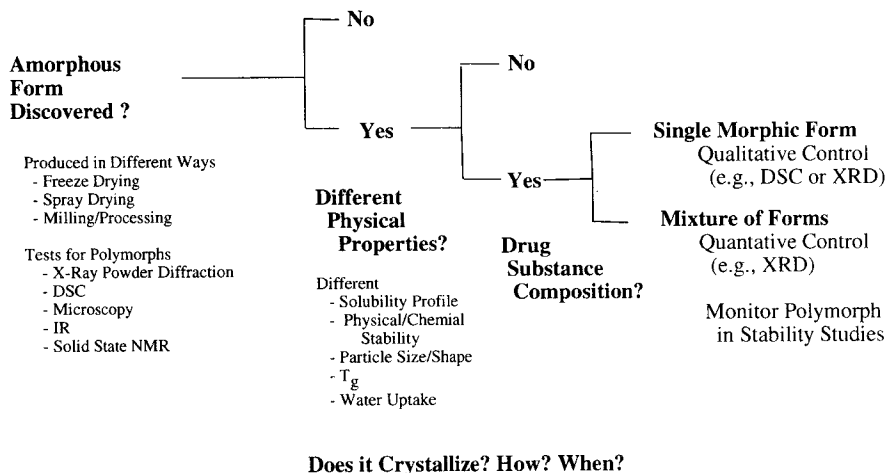 No
Amorphous
Form
Discovered ?
No
Yes
Single Morphic Form
Qualitative Control
(e.g., DSC or XRD)
Yes
Produced in Different Ways
- Freeze Drying
- Spray Drying
- Milling/Processing
Different
Physical
Properties?
Mixture of Forms
Quantative Control
(e.g., XRD)
Drug
Substance
Composition?
Tests for Polymorphs
- X-Ray Powder Diffraction
- DSC
- Microscopy
- IR
- Solid State NMR
Different
- Solubility Profile
- Physical/Chemial
Stability
- Particle Size/Shape
- Tg
- Water Uptake
Monitor Polymorph
in Stability Studies
Does it Crystallize? How? When?